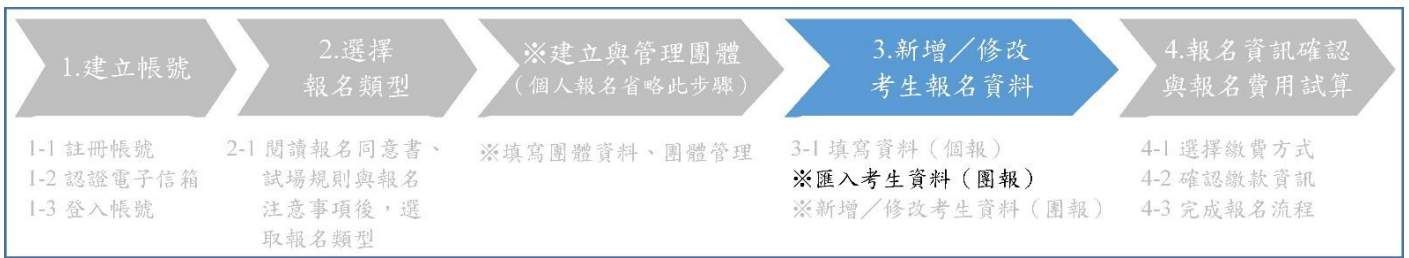 1.建立帳號
2.選擇
報名類型
※建立與管理團體
(個人報名省略此步驟)
3.新增／修改
考生報名資料
4.報名資訊確認
與報名費用試算
1-1 註冊帳號
1-2 認證電子信箱
1-3 登入帳號
2-1 閱讀報名同意書、
試場規則與報名
注意事項後，選
取報名類型
※填寫團體資料、團體管理
3-1 填寫資料（個報）
※匯入考生資料（團報）
※新增／修改考生資料（團報）
4-1 選擇繳費方式
4-2 確認繳款資訊
4-3 完成報名流程